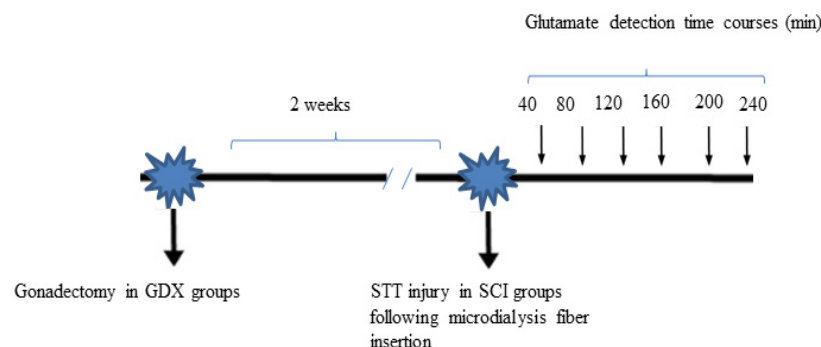 Glutamate detection time courses (min)
40 80 120 160 200 240
2 weeks
Gonadectomy in GDX groups
STT injury in SCI groups
following microdialysis fiber
insertion